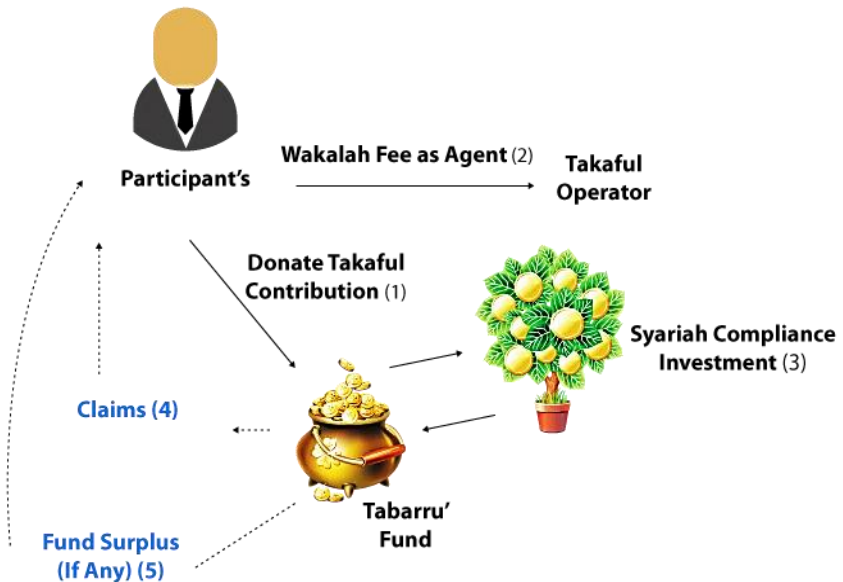 Participant's
Wakalah Fee as Agent (2)
Takaful
Operator
Donate Takaful
Contribution (1)
Syariah Compliance
Investment (3)
Claims (4)
Tabarru'
Fund
Fund Surplus
(If Any) (5)